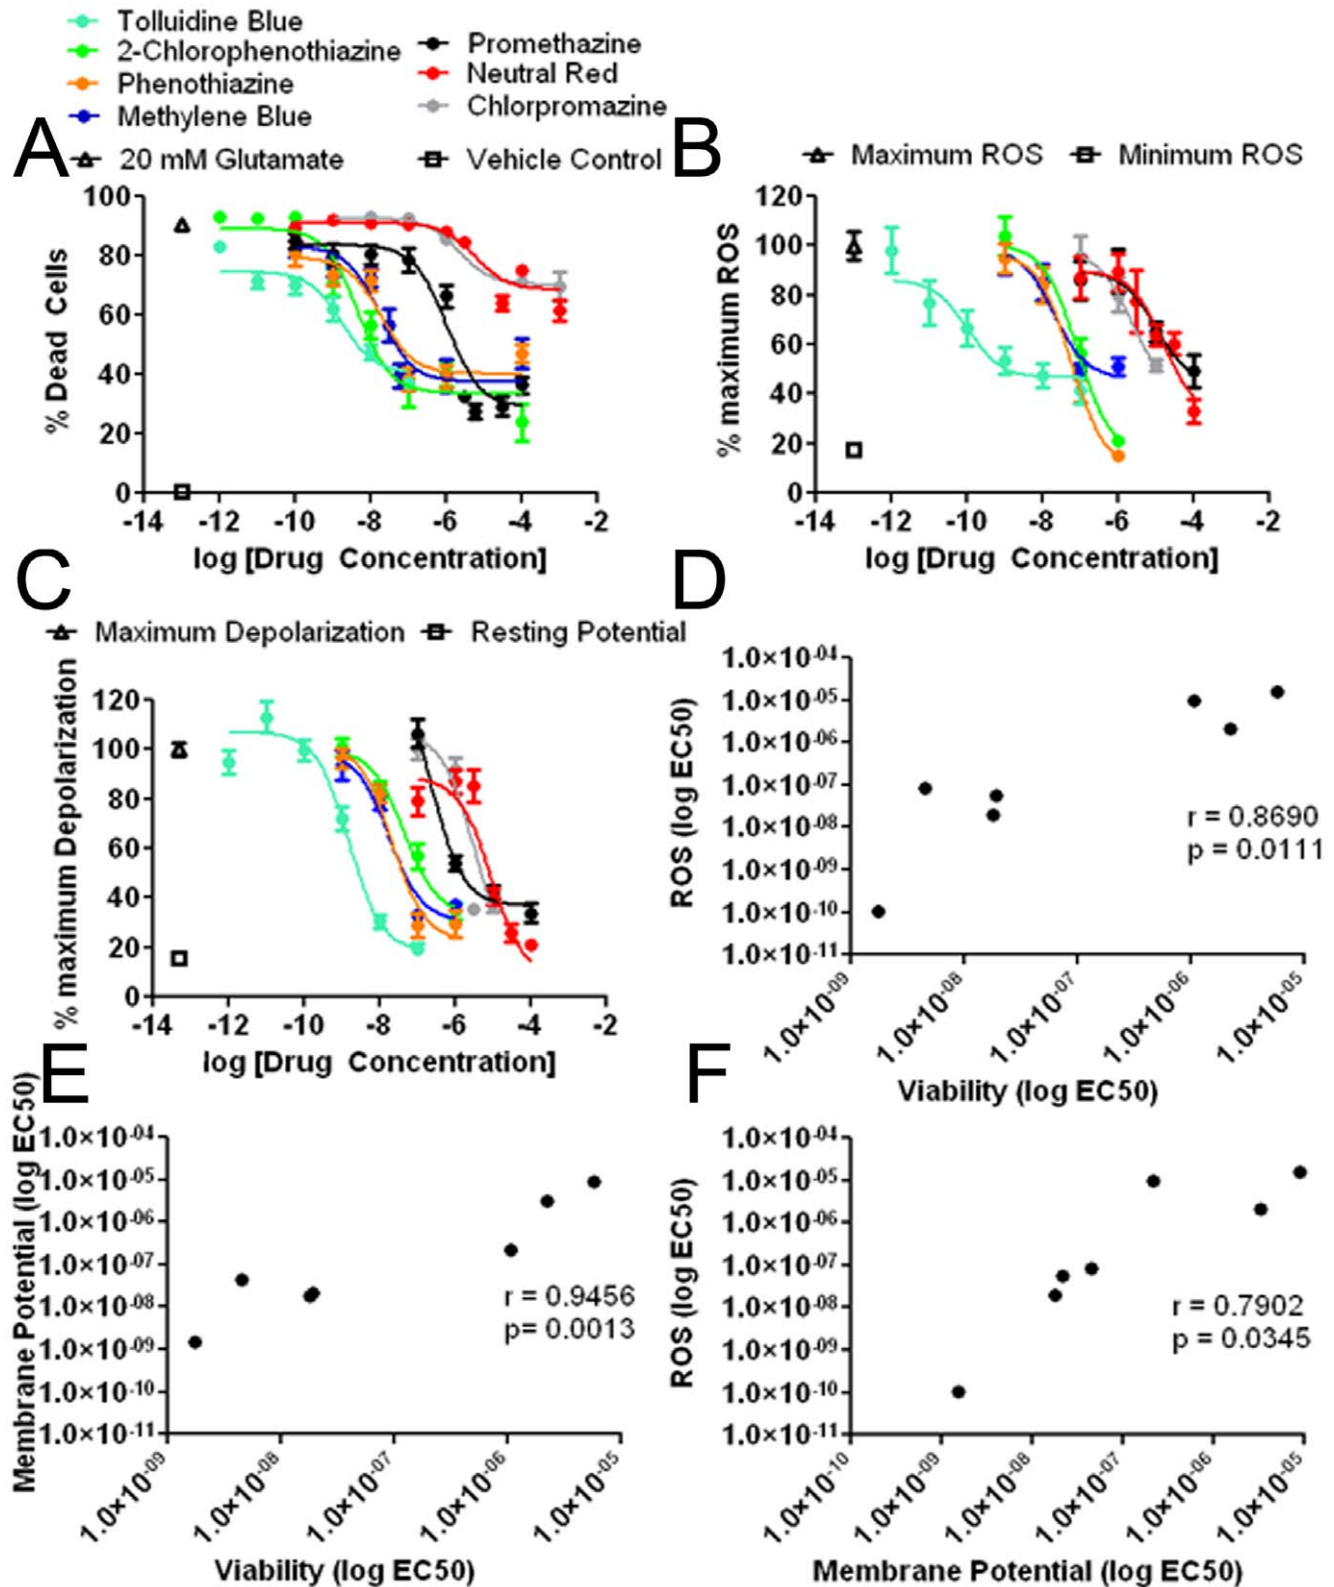 Tolluidine Blue
2-Chlorophenothiazine
Phenothiazine
Methylene Blue
Promethazine
Neutral Red
Chlorpromazine
A
20 mM Glutamate
Vehicle Control
% Dead Cells
100
80
60
40
20
0
-14 -12 -10 -8 -6 -4 -2
log [Drug Concentration]
B
Maximum ROS
Minimum ROS
% maximum ROS
120
100
80
60
40
20
0
-14 -12 -10 -8 -6 -4 -2
log [Drug Concentration]
C
Maximum Depolarization
Resting Potential
% maximum Depolarization
120
100
80
60
40
20
0
-14 -12 -10 -8 -6 -4 -2
log [Drug Concentration]
D
ROS (log EC50)
1.0×10-04
1.0×10-05
1.0×10-06
1.0×10-07
1.0×10-08
1.0×10-09
1.0×10-10
1.0×10-11
r = 0.8690
p = 0.0111
1.0×10-09
1.0×10-08
1.0×10-07
1.0×10-06
1.0×10-05
Viability (log EC50)
E
Membrane Potential (log EC50)
1.0×10-04
1.0×10-05
1.0×10-06
1.0×10-07
1.0×10-08
1.0×10-09
1.0×10-10
1.0×10-11
r = 0.9456
p= 0.0013
1.0×10-09
1.0×10-08
1.0×10-07
1.0×10-06
1.0×10-05
Viability (log EC50)
F
ROS (log EC50)
1.0×10-04
1.0×10-05
1.0×10-06
1.0×10-07
1.0×10-08
1.0×10-09
1.0×10-10
1.0×10-11
r = 0.7902
p = 0.0345
1.0×10-10
1.0×10-09
1.0×10-08
1.0×10-07
1.0×10-06
1.0×10-05
Membrane Potential (log EC50)